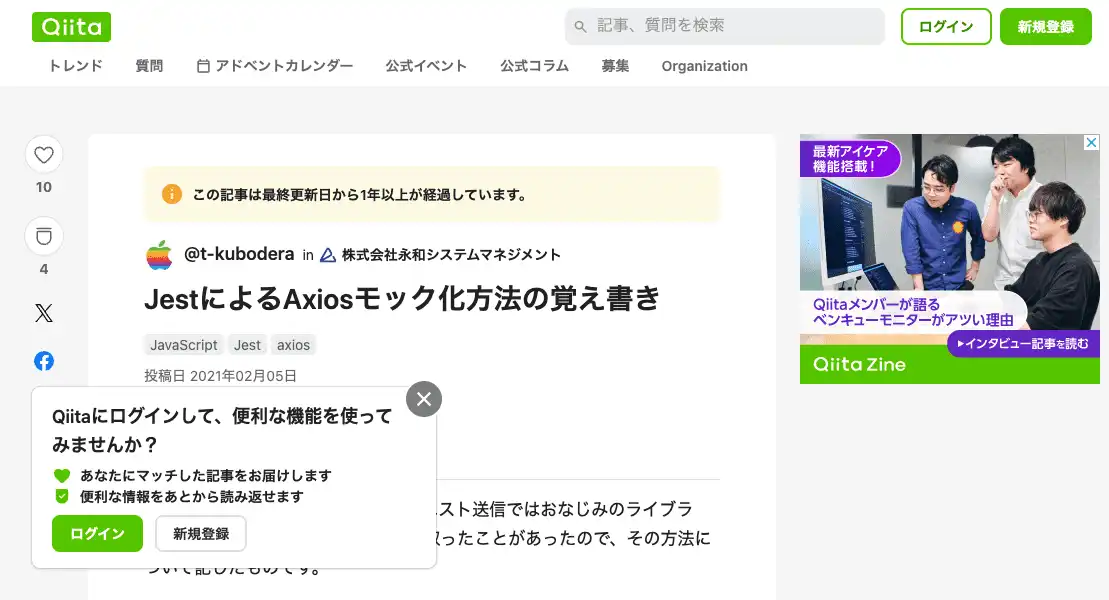 Qiita
記事、質問を検索
ログイン
新規登録
トレンド
質問
アドベントカレンダー
公式イベント
公式コラム
募集
Organization
10
4
この記事は最終更新日から1年以上が経過しています。
@t-kubodera in 株式会社永和システムマネジメント
JestによるAxiosモック化方法の覚え書き
JavaScript Jest axios
投稿日 2021年02月05日
Qiitaにログインして、便利な機能を使って
みませんか？
あなたにマッチした記事をお届けします
便利な情報をあとから読み返せます
ログイン
新規登録
スト送信ではおなじみのライブラ
ったことがあったので、その方法に
ついて記したものです。
最新アイケア
機能搭載！
Qiitaメンバーが語る
ベンキューモニターがアツい理由
インタビュー記事を読む
Qiita Zine